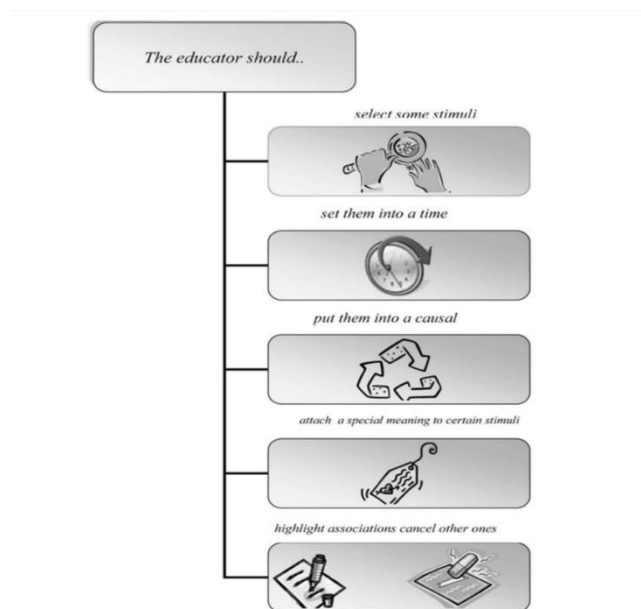 The educator should..
select some stimuli
set them into a time
put them into a causal
attach a special meaning to certain stimuli
highlight associations cancel other ones